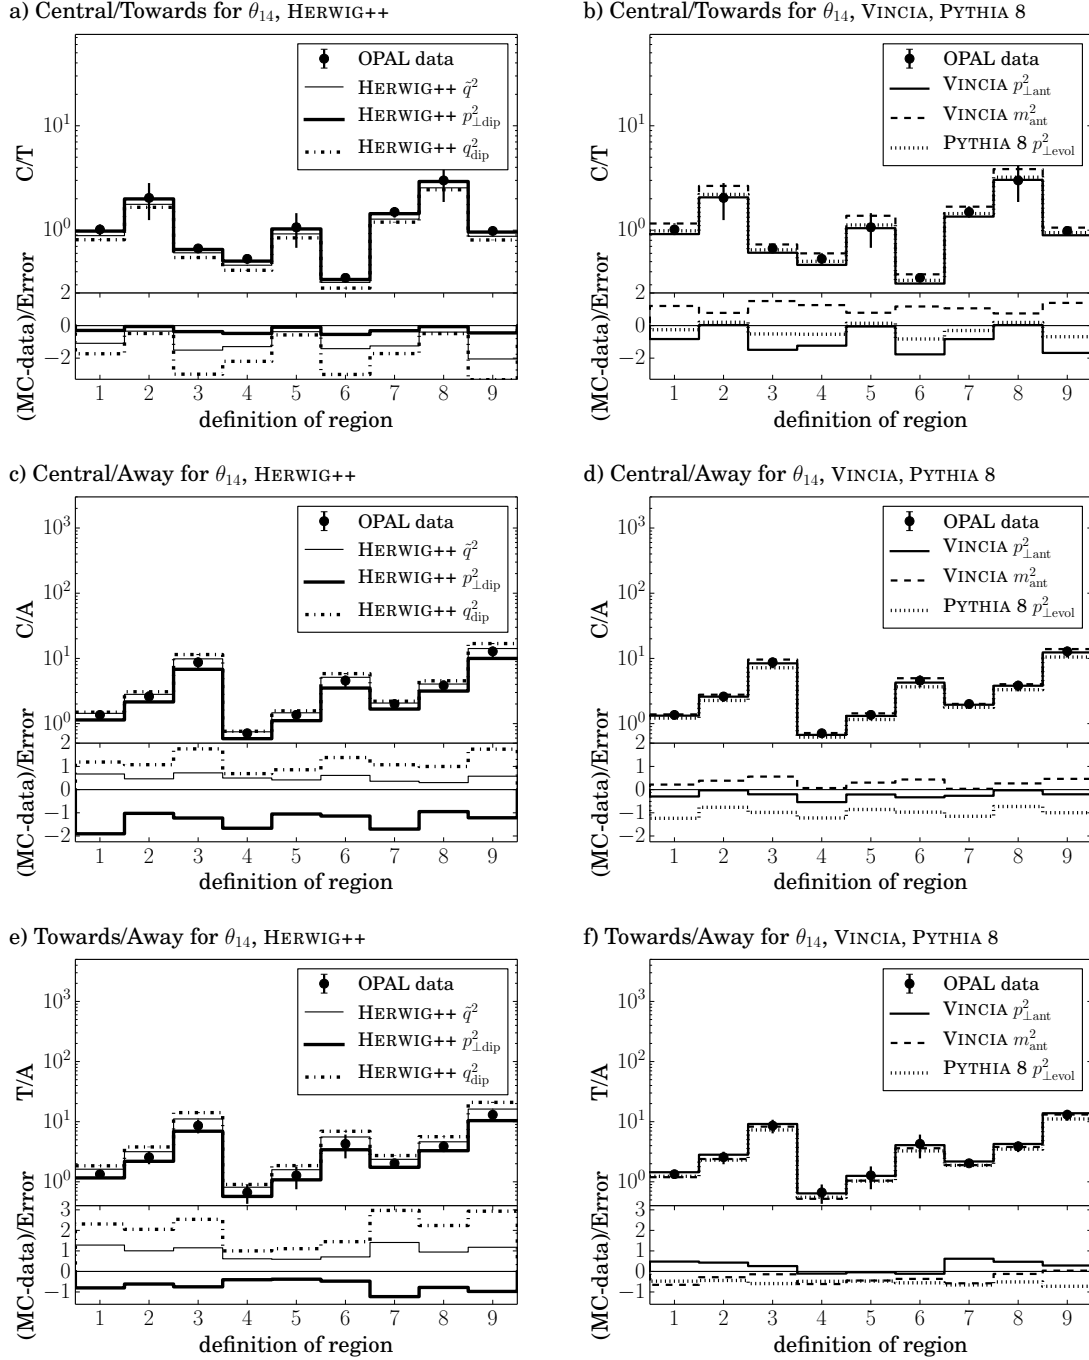 a) Central/Towards for θ₁₄, HERWIG++
C/T
10¹
10⁰
OPAL data
HERWIG++ q̃²
HERWIG++ p²⊥dip
HERWIG++ q²dip
(MC-data)/Error
2
0
−2
1 2 3 4 5 6 7 8 9
definition of region
b) Central/Towards for θ₁₄, VINCIA, PYTHIA 8
C/T
10¹
10⁰
OPAL data
VINCIA p²⊥ant
VINCIA m²ant
PYTHIA 8 p²⊥evol
(MC-data)/Error
2
0
−2
1 2 3 4 5 6 7 8 9
definition of region
c) Central/Away for θ₁₄, HERWIG++
C/A
10³
10²
10¹
10⁰
OPAL data
HERWIG++ q̃²
HERWIG++ p²⊥dip
HERWIG++ q²dip
(MC-data)/Error
2
1
0
−1
−2
1 2 3 4 5 6 7 8 9
definition of region
d) Central/Away for θ₁₄, VINCIA, PYTHIA 8
C/A
10³
10²
10¹
10⁰
OPAL data
VINCIA p²⊥ant
VINCIA m²ant
PYTHIA 8 p²⊥evol
(MC-data)/Error
2
1
0
−1
−2
1 2 3 4 5 6 7 8 9
definition of region
e) Towards/Away for θ₁₄, HERWIG++
T/A
10³
10²
10¹
10⁰
OPAL data
HERWIG++ q̃²
HERWIG++ p²⊥dip
HERWIG++ q²dip
(MC-data)/Error
3
2
1
0
−1
1 2 3 4 5 6 7 8 9
definition of region
f) Towards/Away for θ₁₄, VINCIA, PYTHIA 8
T/A
10³
10²
10¹
10⁰
OPAL data
VINCIA p²⊥ant
VINCIA m²ant
PYTHIA 8 p²⊥evol
(MC-data)/Error
3
2
1
0
−1
1 2 3 4 5 6 7 8 9
definition of region